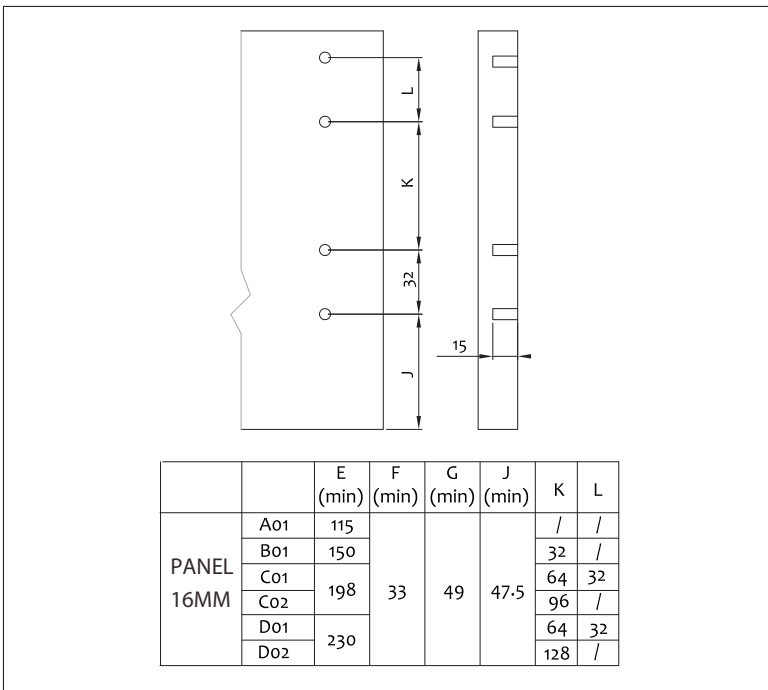 L
K
32
J
15
E F G J K L
(min) (min) (min) (min)
A01 115 / /
B01 150 32 /
PANEL 16MM
C01 198 33 49 47.5 64 32
C02 96 /
D01 230 64 32
D02 128 /